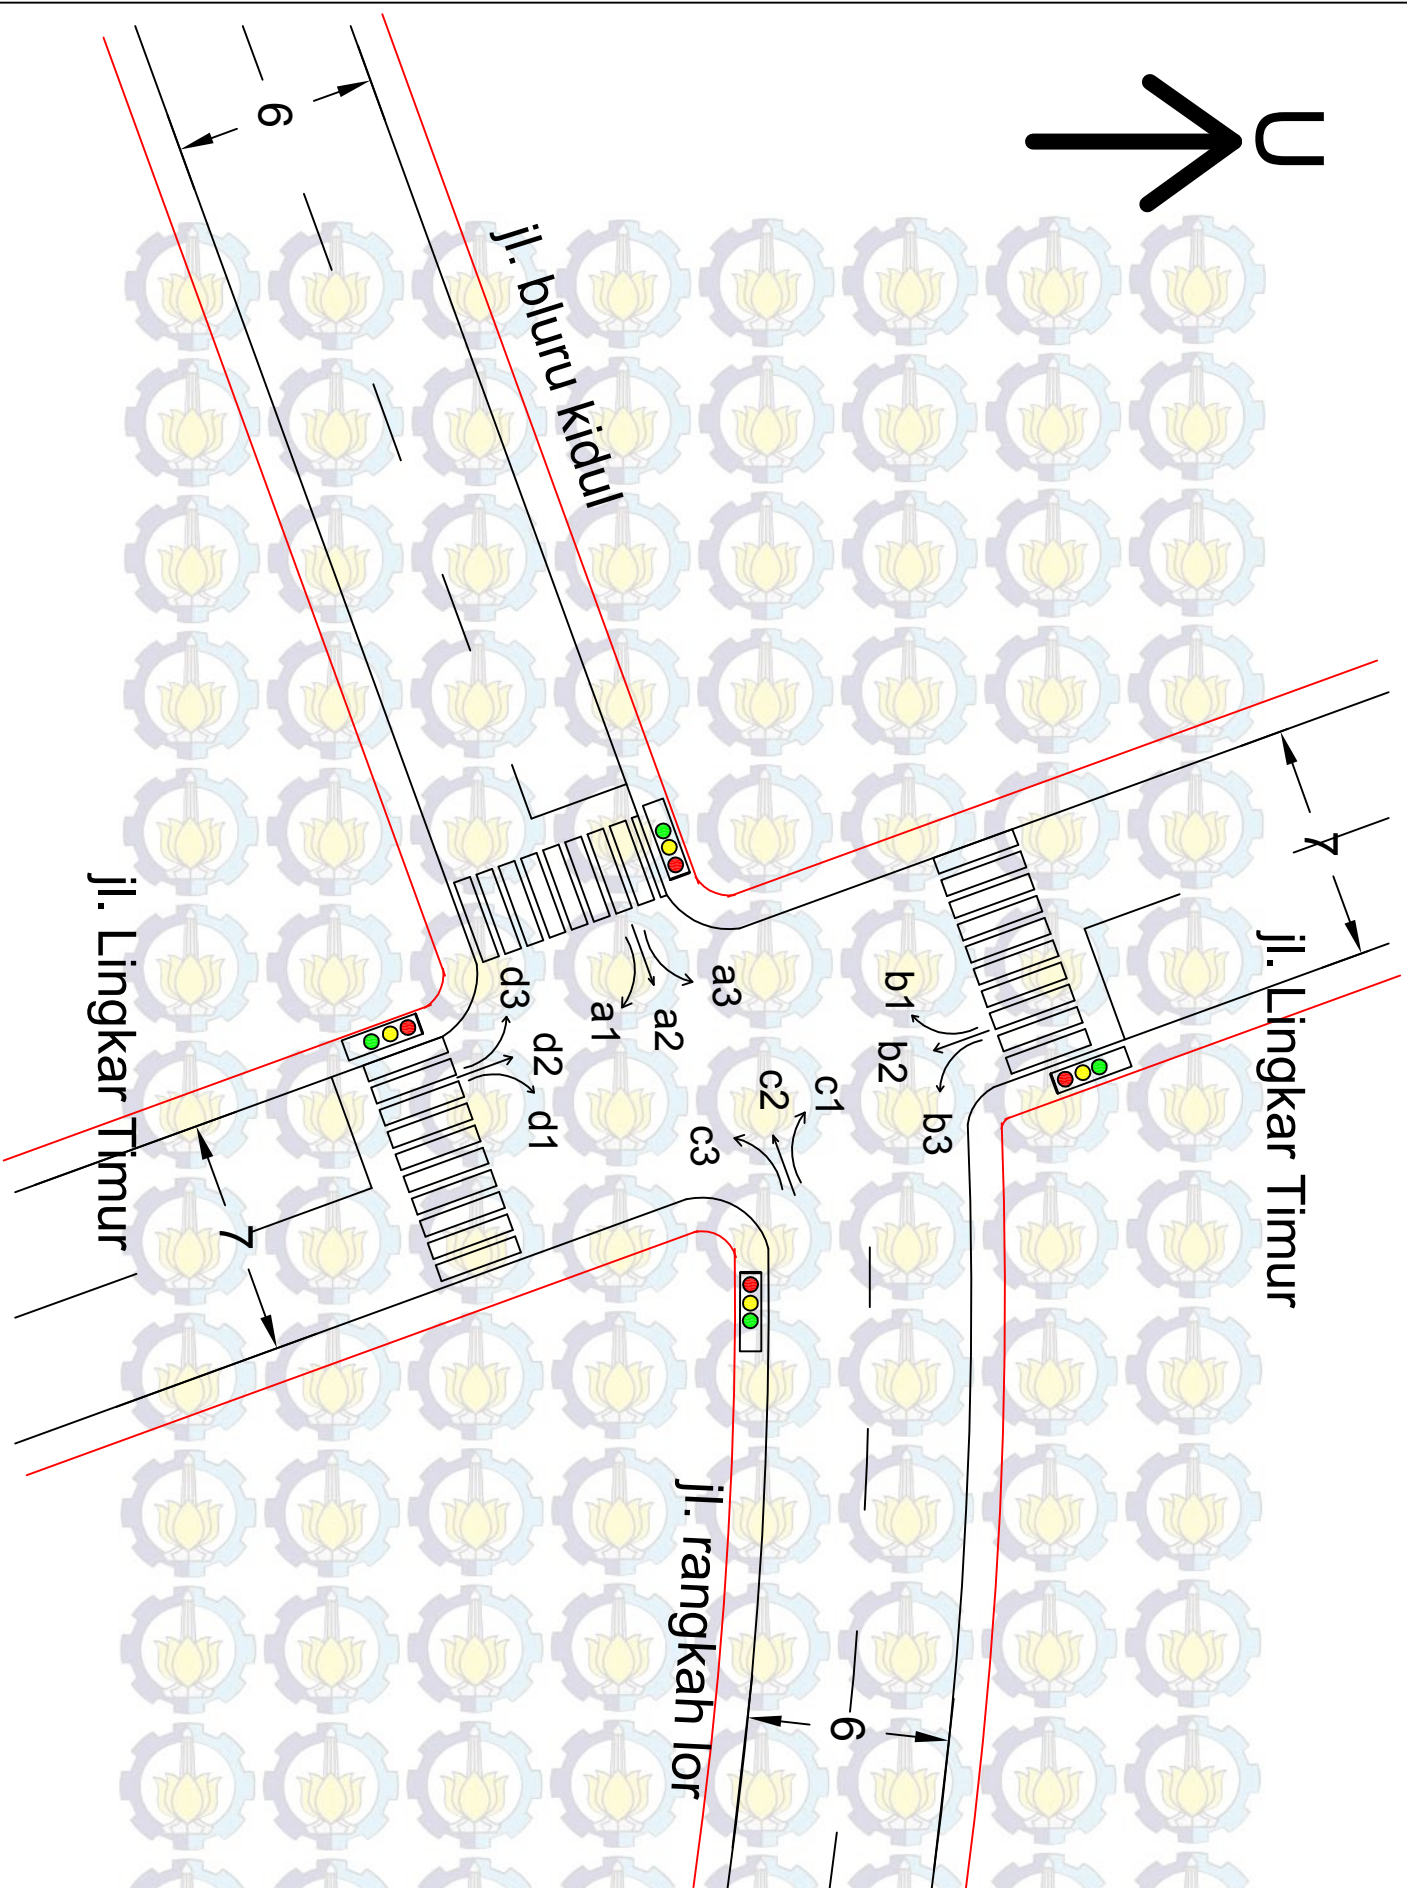 U
6
jl. bluru kidul
7
jl. Lingkar Timur
a3
a2
a1
b1
b2
b3
d3
d2
d1
c1
c2
c3
jl. Lingkar Timur
7
jl. rangkah lor
6